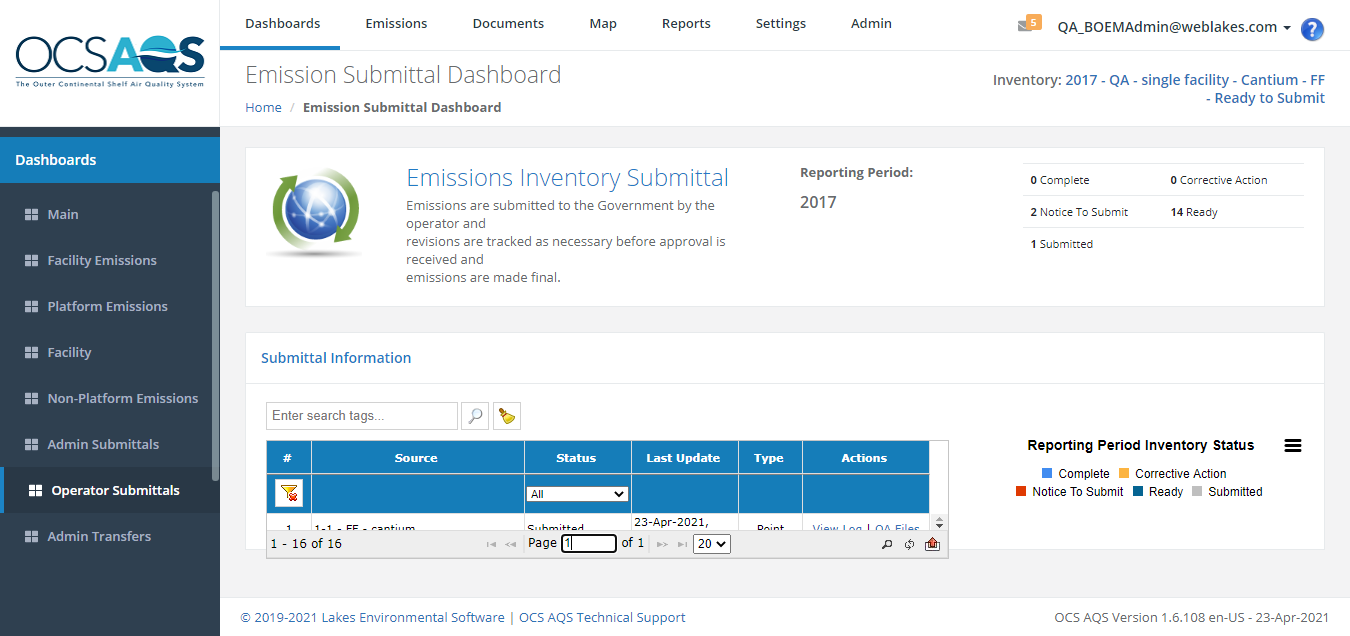 OCSAQS
The Outer Continental Shelf Air Quality System
Dashboards
Emissions
Documents
Map
Reports
Settings
Admin
5
QA_BOEMAdmin@weblakes.com
?
Emission Submittal Dashboard
Home / Emission Submittal Dashboard
Inventory: 2017 - QA - single facility - Cantium - FF
- Ready to Submit
Dashboards
Main
Facility Emissions
Platform Emissions
Facility
Non-Platform Emissions
Admin Submittals
Operator Submittals
Admin Transfers
Emissions Inventory Submittal
Emissions are submitted to the Government by the
operator and
revisions are tracked as necessary before approval is
received and
emissions are made final.
Reporting Period:
2017
0 Complete
0 Corrective Action
2 Notice To Submit
14 Ready
1 Submitted
Submittal Information
Enter search tags...
# Source Status Last Update Type Actions
All
1 1-1 - FF - cantium Submitted 23-Apr-2021, Point View Log | QA Files
1 - 16 of 16
Page 1 of 1
20
Reporting Period Inventory Status
Complete Corrective Action
Notice To Submit Ready Submitted
© 2019-2021 Lakes Environmental Software | OCS AQS Technical Support
OCS AQS Version 1.6.108 en-US - 23-Apr-2021